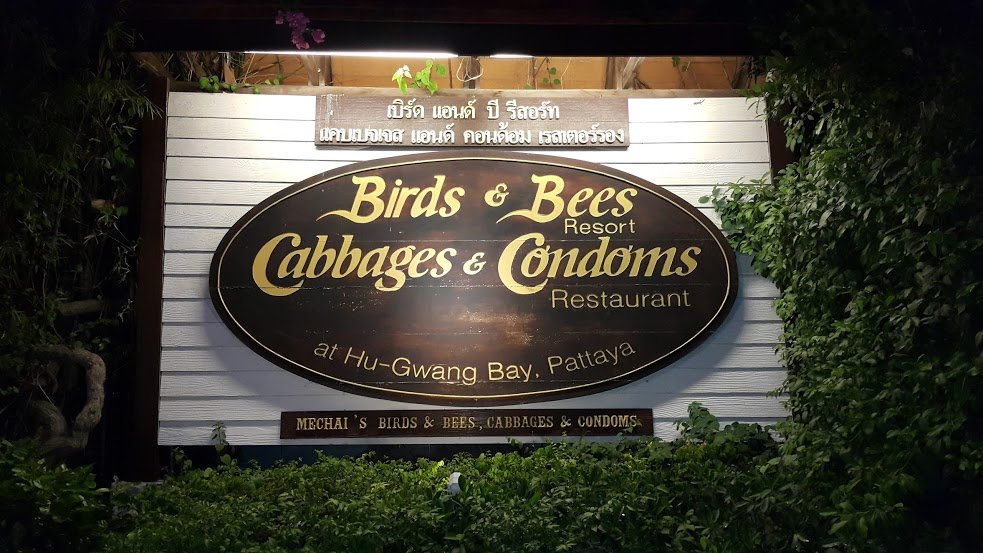 เบิร์ด แอนด์ บี รีสอร์ท
แคบเบจเจส แอนด์ คอนด้อม เรสเตอร์รอง
Birds & Bees
Resort
Cabbages & Condoms
Restaurant
at Hu-Gwang Bay, Pattaya
MECHAI'S BIRDS & BEES, CABBAGES & CONDOMS